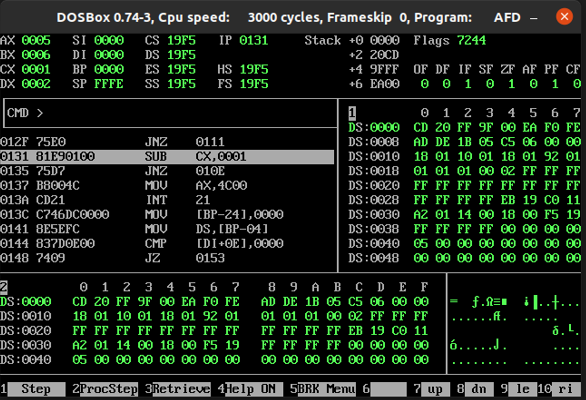 DOSBox 0.74-3, Cpu speed: 3000 cycles, Frameskip 0, Program: AFD
AX 0005 SI 0000 CS 19F5 IP 0131 Stack +0 0000 Flags 7244
BX 0006 DI 0000 DS 19F5 +2 20CD
CX 0001 BP 0000 ES 19F5 HS 19F5 +4 9FFF OF DF IF SF ZF AF PF CF
DX 0002 SP FFFE SS 19F5 FS 19F5 +6 EA00 0 0 1 0 1 0 1 0
CMD >
1 0 1 2 3 4 5 6 7
DS:0000 CD 20 FF 9F 00 EA F0 FE
012F 75E0 JNZ 0111 DS:0008 AD DE 1B 05 C5 06 00 00
0131 81E90100 SUB CX,0001 DS:0010 18 01 10 01 18 01 92 01
0135 75D7 JNZ 010E DS:0018 01 01 01 00 02 FF FF FF
0137 B8004C MOV AX,4C00 DS:0020 FF FF FF FF FF FF FF FF
013A CD21 INT 21 DS:0028 FF FF FF FF EB 19 C0 11
013C C746DC0000 MOV [BP-24],0000 DS:0030 A2 01 14 00 18 00 F5 19
0141 8E5EFC MOV DS,[BP-04] DS:0038 FF FF FF FF 00 00 00 00
0144 837D0E00 CMP [DI+0E],0000 DS:0040 05 00 00 00 00 00 00 00
0148 7409 JZ 0153 DS:0048 00 00 00 00 00 00 00 00
2 0 1 2 3 4 5 6 7 8 9 A B C D E F
DS:0000 CD 20 FF 9F 00 EA F0 FE AD DE 1B 05 C5 06 00 00
DS:0010 18 01 10 01 18 01 92 01 01 01 01 00 02 FF FF FF
DS:0020 FF FF FF FF FF FF FF FF FF FF FF FF EB 19 C0 11
DS:0030 A2 01 14 00 18 00 F5 19 FF FF FF FF 00 00 00 00
DS:0040 05 00 00 00 00 00 00 00 00 00 00 00 00 00 00 00
1 Step 2ProcStep 3Retrieve 4Help ON 5BRK Menu 6 7 up 8 dn 9 le 10 ri